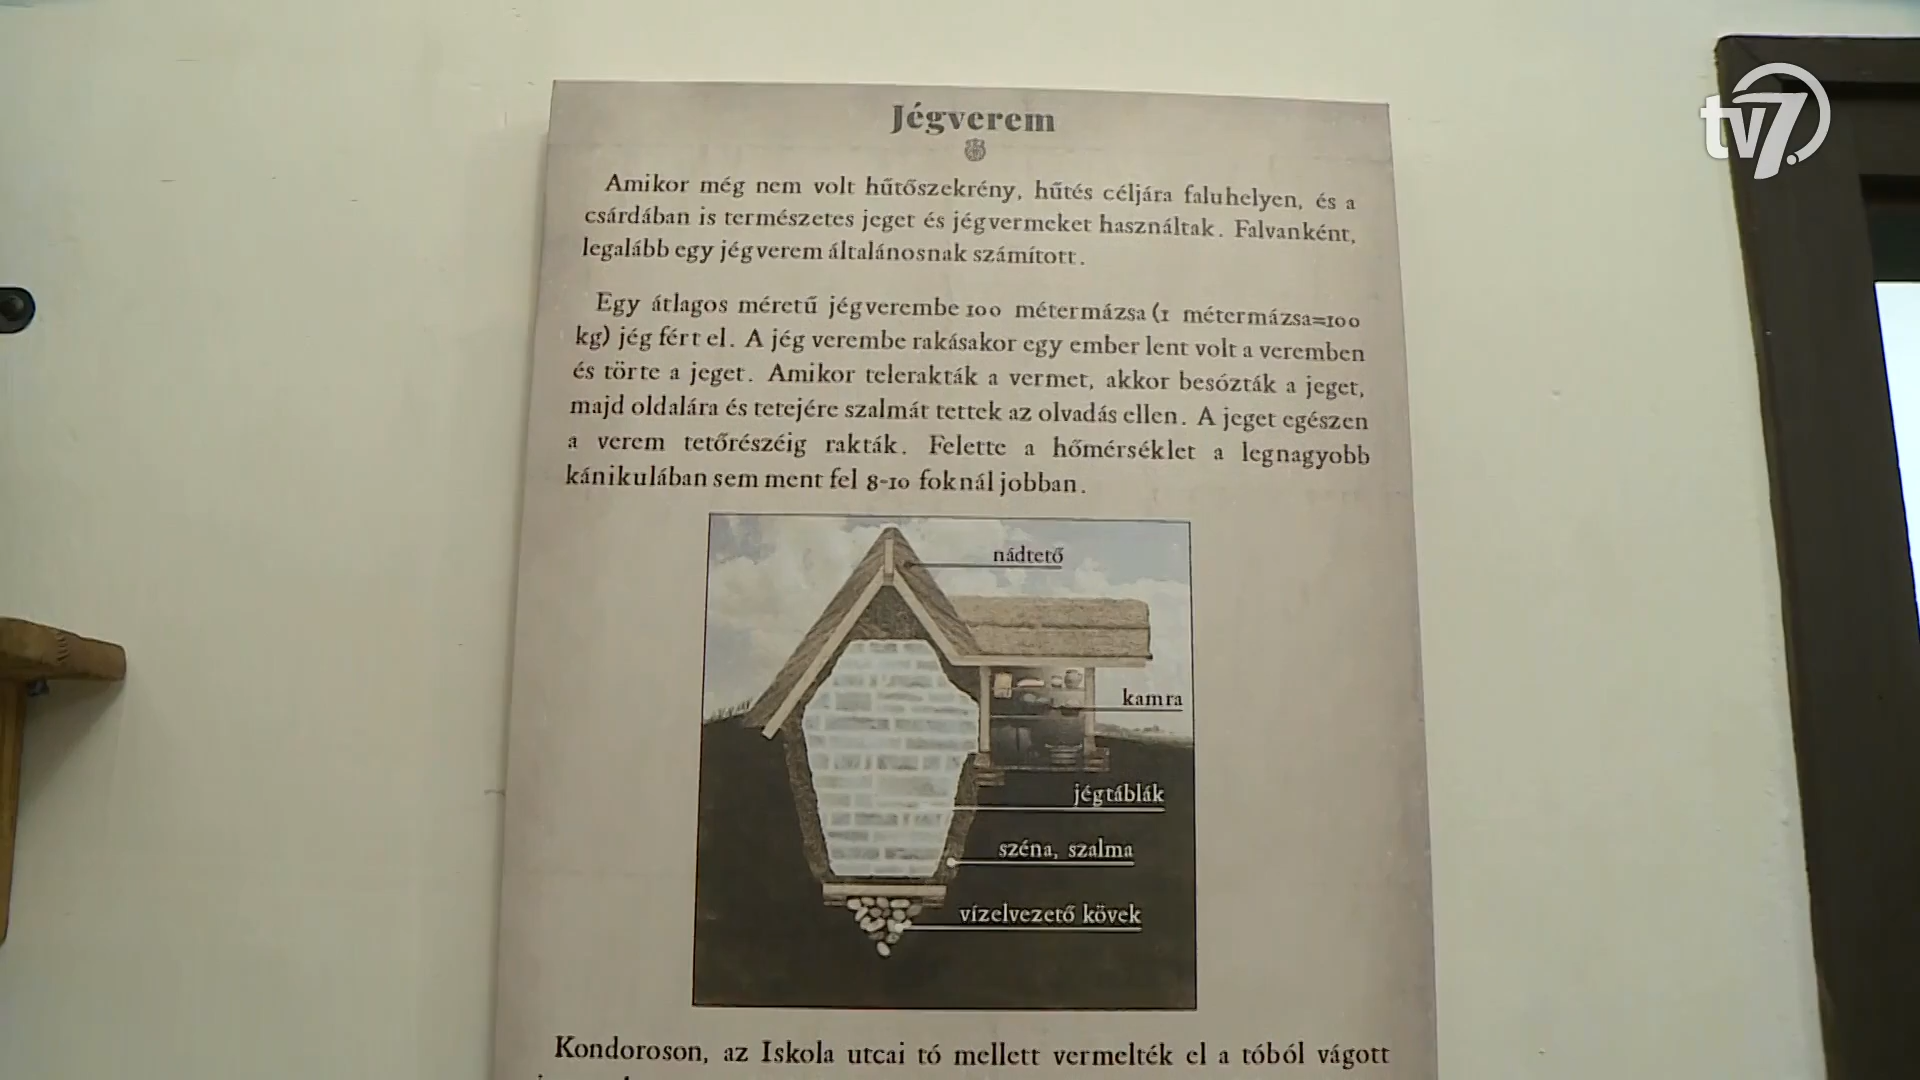 tv7.
Jégverem
Amikor még nem volt hűtőszekrény, hűtés céljára faluhelyen, és a
csárdában is természetes jeget és jégvermeket használtak. Falvanként,
legalább egy jégverem általánosnak számított.
Egy átlagos méretű jégverembe 100 métermázsa (1 métermázsa=100
kg) jég fért el. A jég verembe rakásakor egy ember lent volt a veremben
és törte a jeget. Amikor telerakták a vermet, akkor besózták a jeget,
majd oldalára és tetejére szalmát tettek az olvadás ellen. A jeget egészen
a verem tetőrészéig rakták. Felette a hőmérséklet a legnagyobb
kánikulában sem ment fel 8-10 foknál jobban.
nádtető
kamra
jégtáblák
széna, szalma
vízelvezető kövek
Kondoroson, az Iskola utcai tó mellett vermelték el a tóból vágott